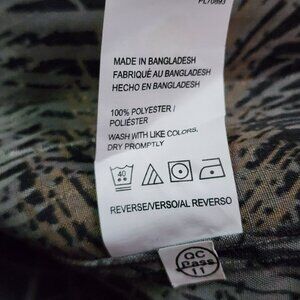 PL70893
MADE IN BANGLADESH
FABRIQUÉ AU BANGLADESH
HECHO EN BANGLADESH
100% POLYESTER /
POLIÉSTER
WASH WITH LIKE COLORS,
DRY PROMPTLY
40
REVERSE/VERSO/AL REVERSO
QC
Pass
11